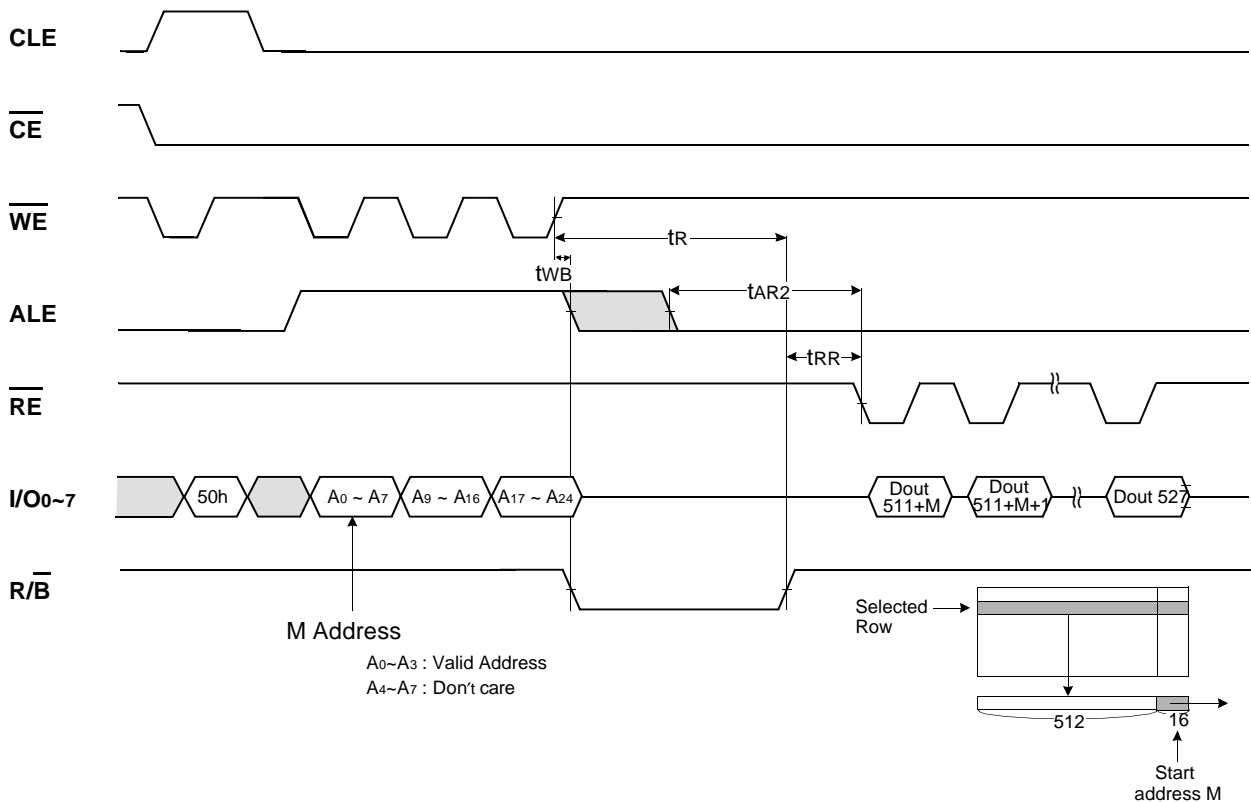 CLE
CE
WE
tR
tWB
tAR2
ALE
tRR
RE
I/O0~7
50h
A0 ~ A7
A9 ~ A16
A17 ~ A24
Dout
511+M
Dout
511+M+1
Dout 527
R/B
M Address
A0~A3 : Valid Address
A4~A7 : Don't care
Selected
Row
512
16
Start
address M